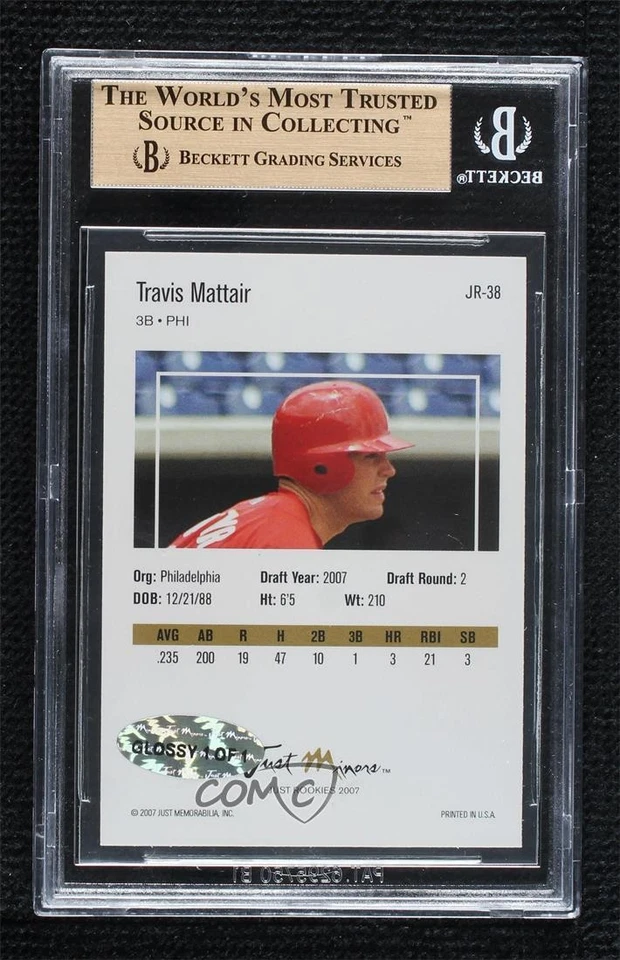 THE WORLD'S MOST TRUSTED
SOURCE IN COLLECTING™
B BECKETT GRADING SERVICES
B
BECKETT®
Travis Mattair
JR-38
3B • PHI
Org: Philadelphia Draft Year: 2007 Draft Round: 2
DOB: 12/21/88 Ht: 6'5 Wt: 210
AVG AB R H 2B 3B HR RBI SB
.235 200 19 47 10 1 3 21 3
GLOSSY 1 OF 1
Just Minors™
JUST ROOKIES 2007
COMC
© 2007 JUST MEMORABILIA, INC.
PRINTED IN U.S.A.